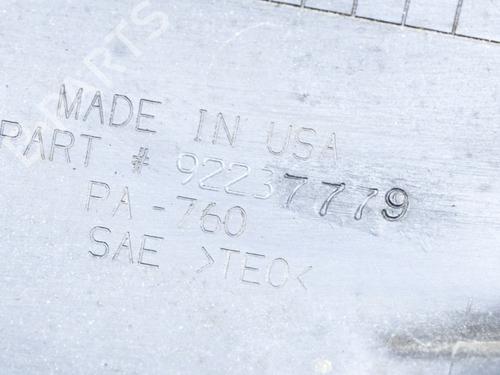 MADE IN USA
PART # 92237779
PA-760
SAE >TEO<